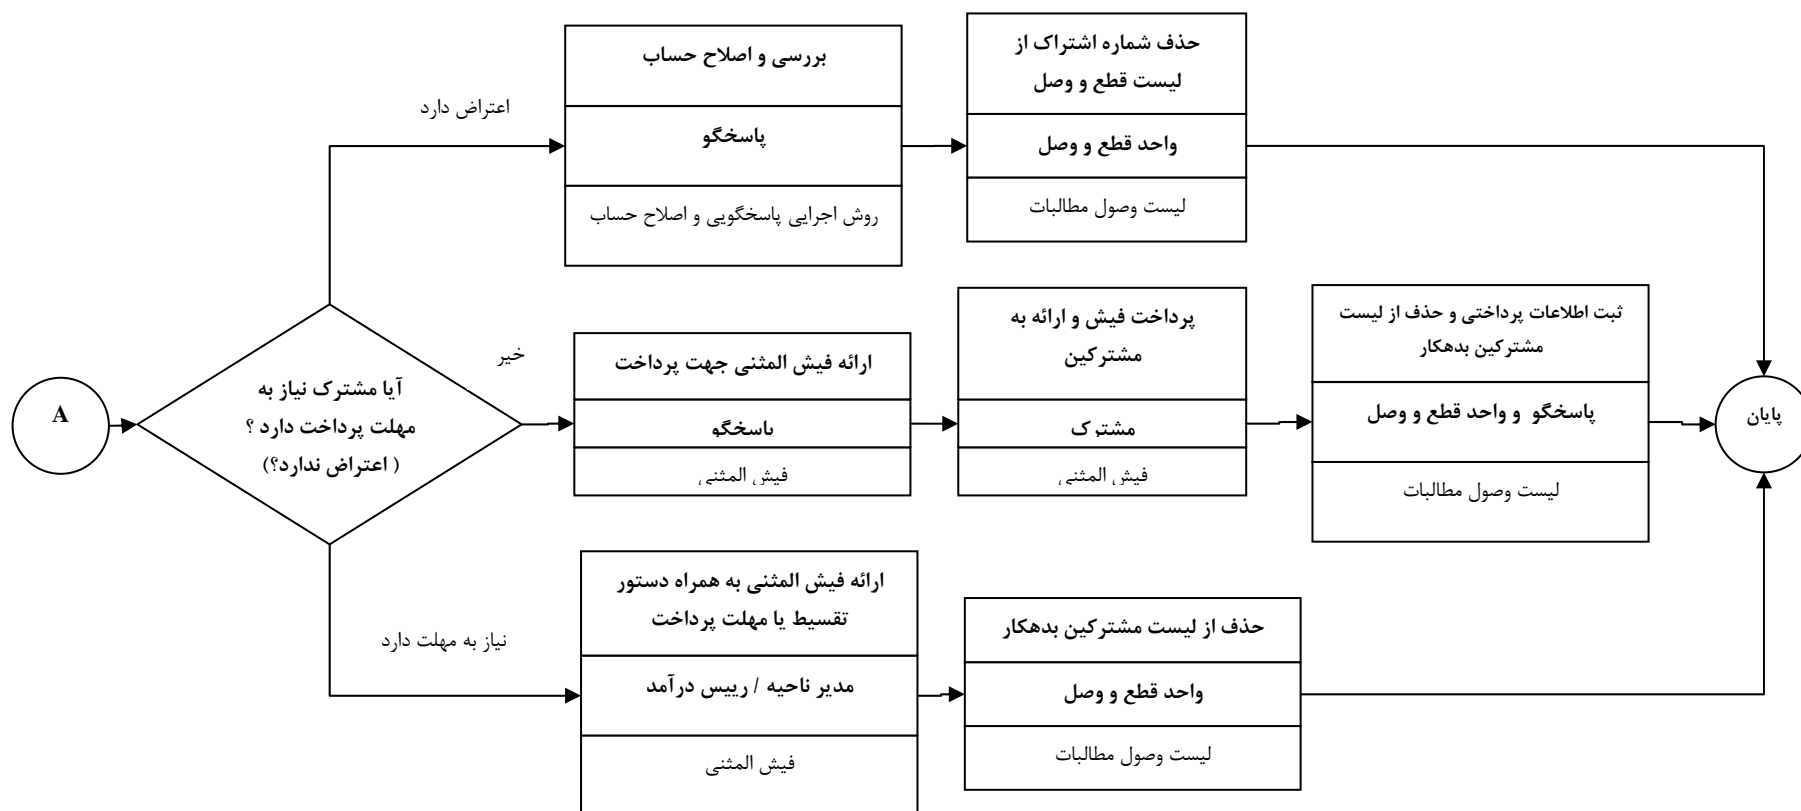 A
آیا مشترک نیاز به
مهلت پرداخت دارد ؟
( اعتراض ندارد؟)
اعتراض دارد
بررسی و اصلاح حساب
پاسخگو
روش اجرایی پاسخگویی و اصلاح حساب
حذف شماره اشتراک از
لیست قطع و وصل
واحد قطع و وصل
لیست وصول مطالبات
خیر
ارائه فیش المثنی جهت پرداخت
پاسخگو
فیش المثنی
پرداخت فیش و ارائه به
مشترکین
مشترک
فیش المثنی
ثبت اطلاعات پرداختی و حذف از لیست
مشترکین بدهکار
پاسخگو و واحد قطع و وصل
لیست وصول مطالبات
نیاز به مهلت دارد
ارائه فیش المثنی به همراه دستور
تقسیط یا مهلت پرداخت
مدیر ناحیه / رییس درآمد
فیش المثنی
حذف از لیست مشترکین بدهکار
واحد قطع و وصل
لیست وصول مطالبات
پایان